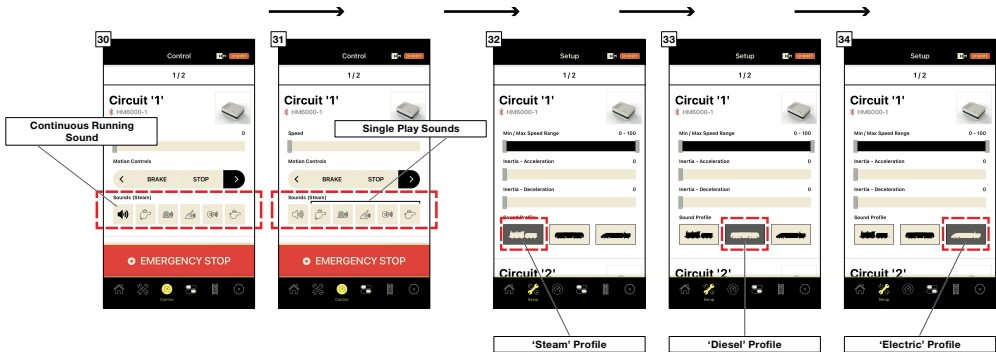 30
Control
1 / 2
Circuit '1'
HM6000-1
Continuous Running
Sound
0
Motion Controls
BRAKE
STOP
Sounds (Steam)
EMERGENCY STOP
Control
31
Control
1 / 2
Circuit '1'
HM6000-1
Single Play Sounds
Speed
Motion Controls
BRAKE
STOP
Sounds (Steam)
EMERGENCY STOP
Control
32
Setup
1 / 2
Circuit '1'
HM6000-1
Min / Max Speed Range
0 - 100
Inertia - Acceleration
0
Inertia - Deceleration
0
Sound Profile
Circuit '2'
Setup
'Steam' Profile
33
Setup
1 / 2
Circuit '1'
HM6000-1
Min / Max Speed Range
0 - 100
Inertia - Acceleration
0
Inertia - Deceleration
0
Sound Profile
Circuit '2'
Setup
'Diesel' Profile
34
Setup
1 / 2
Circuit '1'
HM6000-1
Min / Max Speed Range
0 - 100
Inertia - Acceleration
0
Inertia - Deceleration
0
Sound Profile
Circuit '2'
Setup
'Electric' Profile